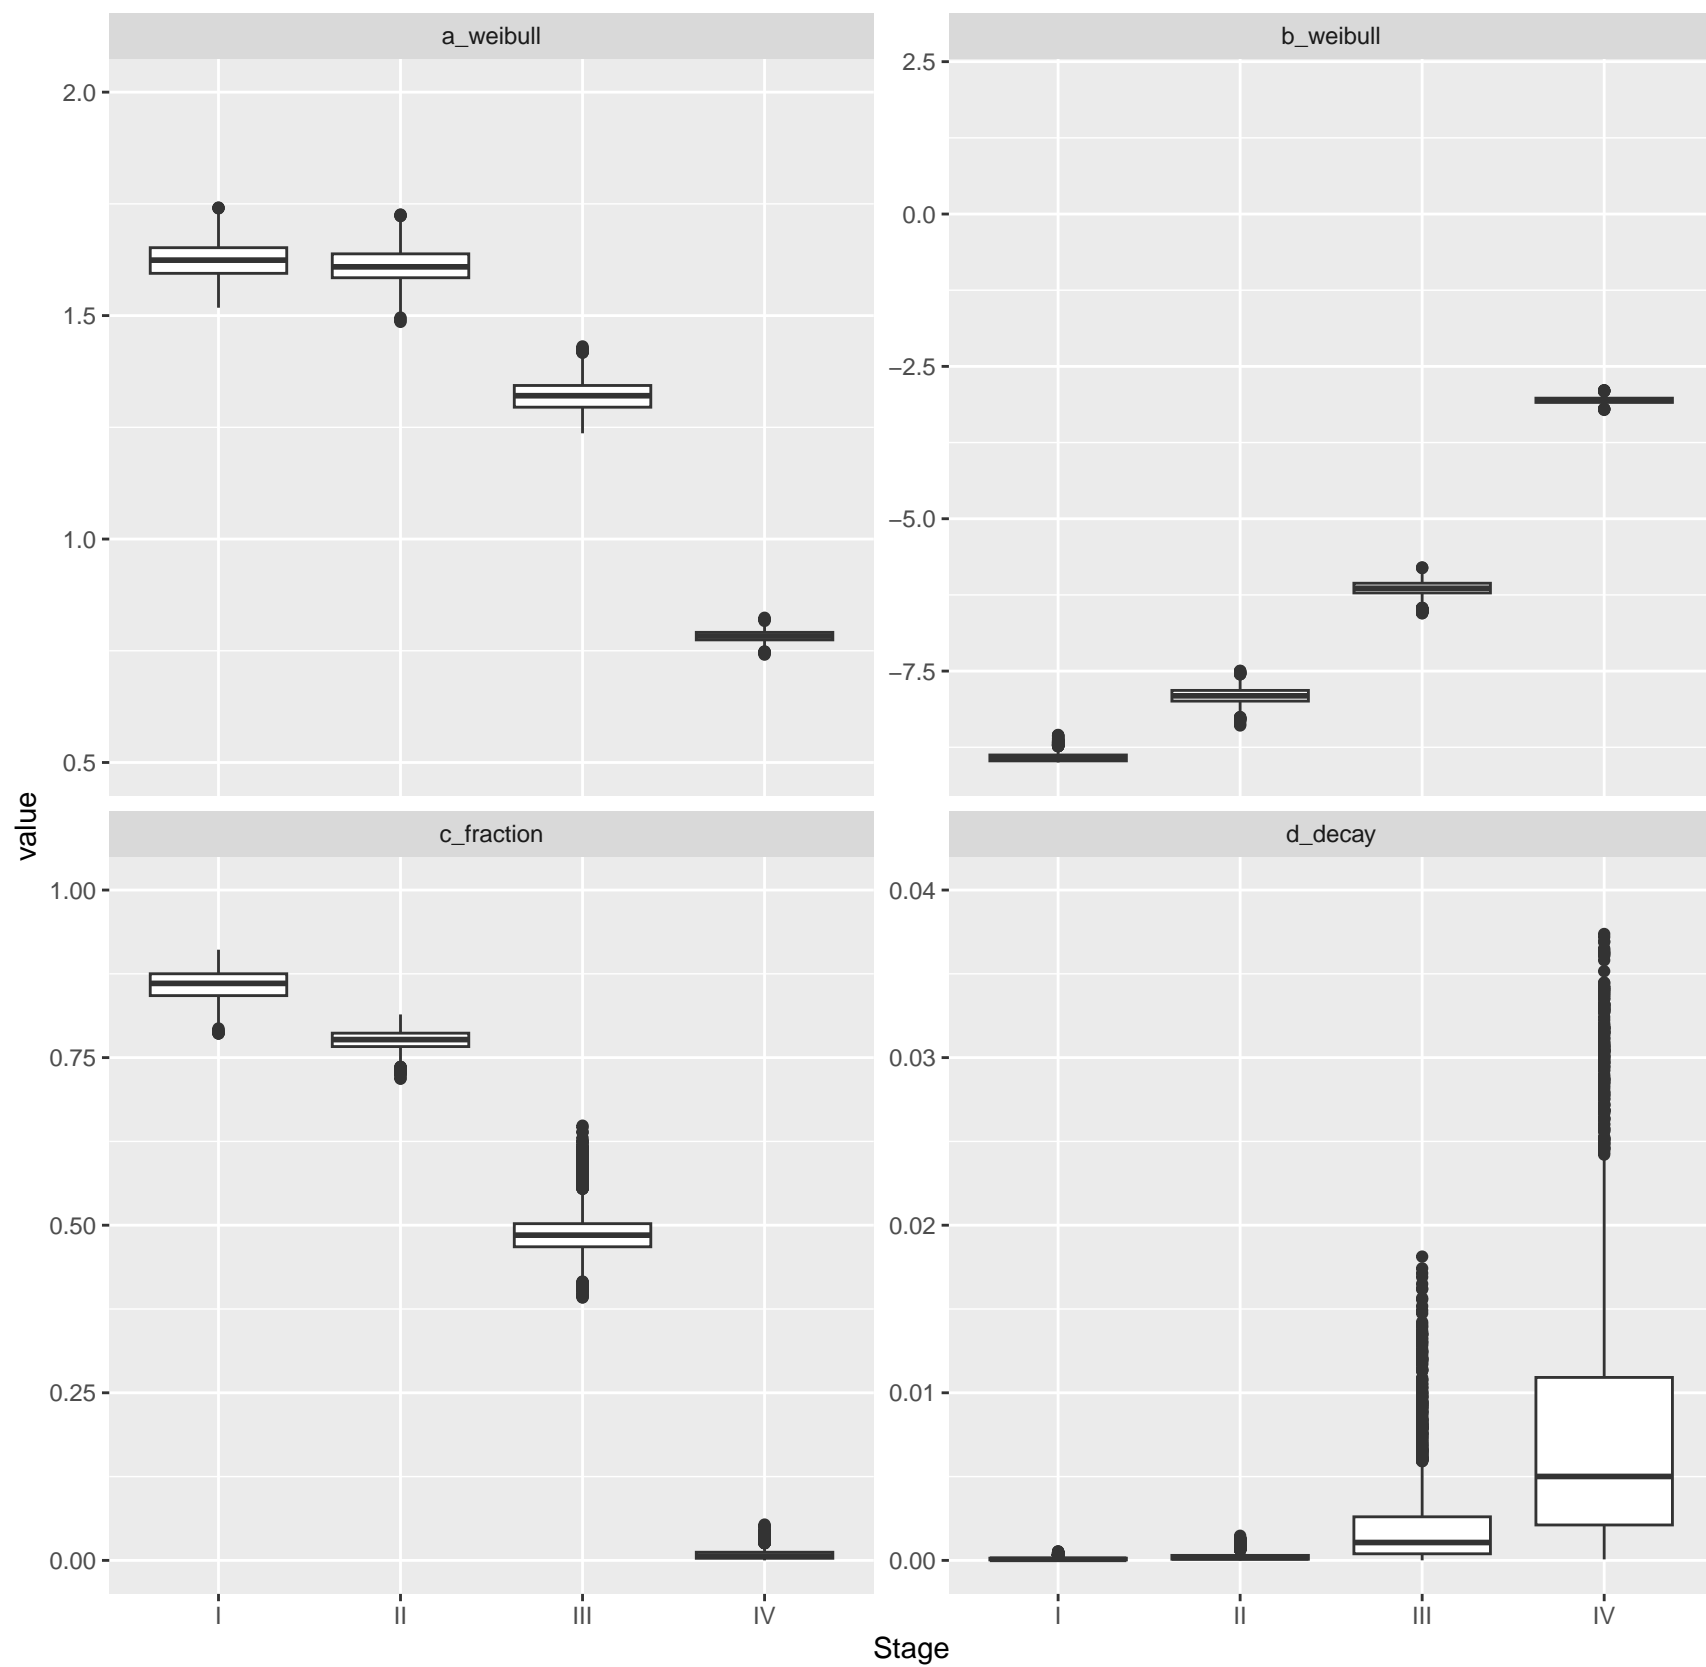 a_weibull
b_weibull
2.0
1.5
1.0
0.5
2.5
0.0
−2.5
−5.0
−7.5
value
c_fraction
d_decay
1.00
0.75
0.50
0.25
0.00
0.04
0.03
0.02
0.01
0.00
I II III IV
I II III IV
Stage